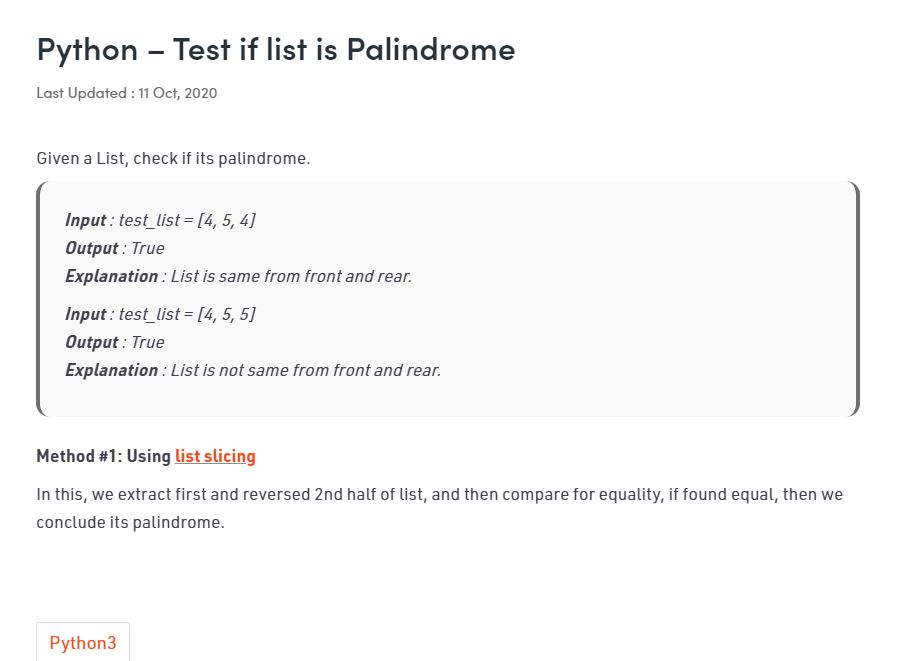 Python – Test if list is Palindrome
Last Updated : 11 Oct, 2020
Given a List, check if its palindrome.
Input : test_list = [4, 5, 4]
Output : True
Explanation : List is same from front and rear.
Input : test_list = [4, 5, 5]
Output : True
Explanation : List is not same from front and rear.
Method #1: Using list slicing
In this, we extract first and reversed 2nd half of list, and then compare for equality, if found equal, then we
conclude its palindrome.
Python3